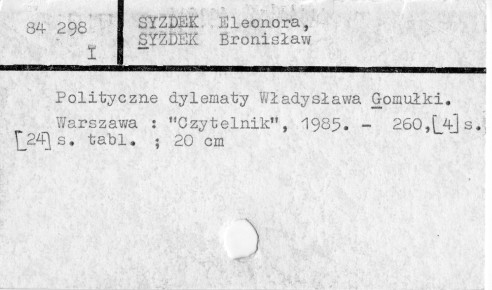 84 298
I
SYZDEK Eleonora,
SYZDEK Bronisław
Polityczne dylematy Władysława Gomułki.
Warszawa : "Czytelnik", 1985. - 260,[4] s.,
[24] s. tabl. ; 20 cm